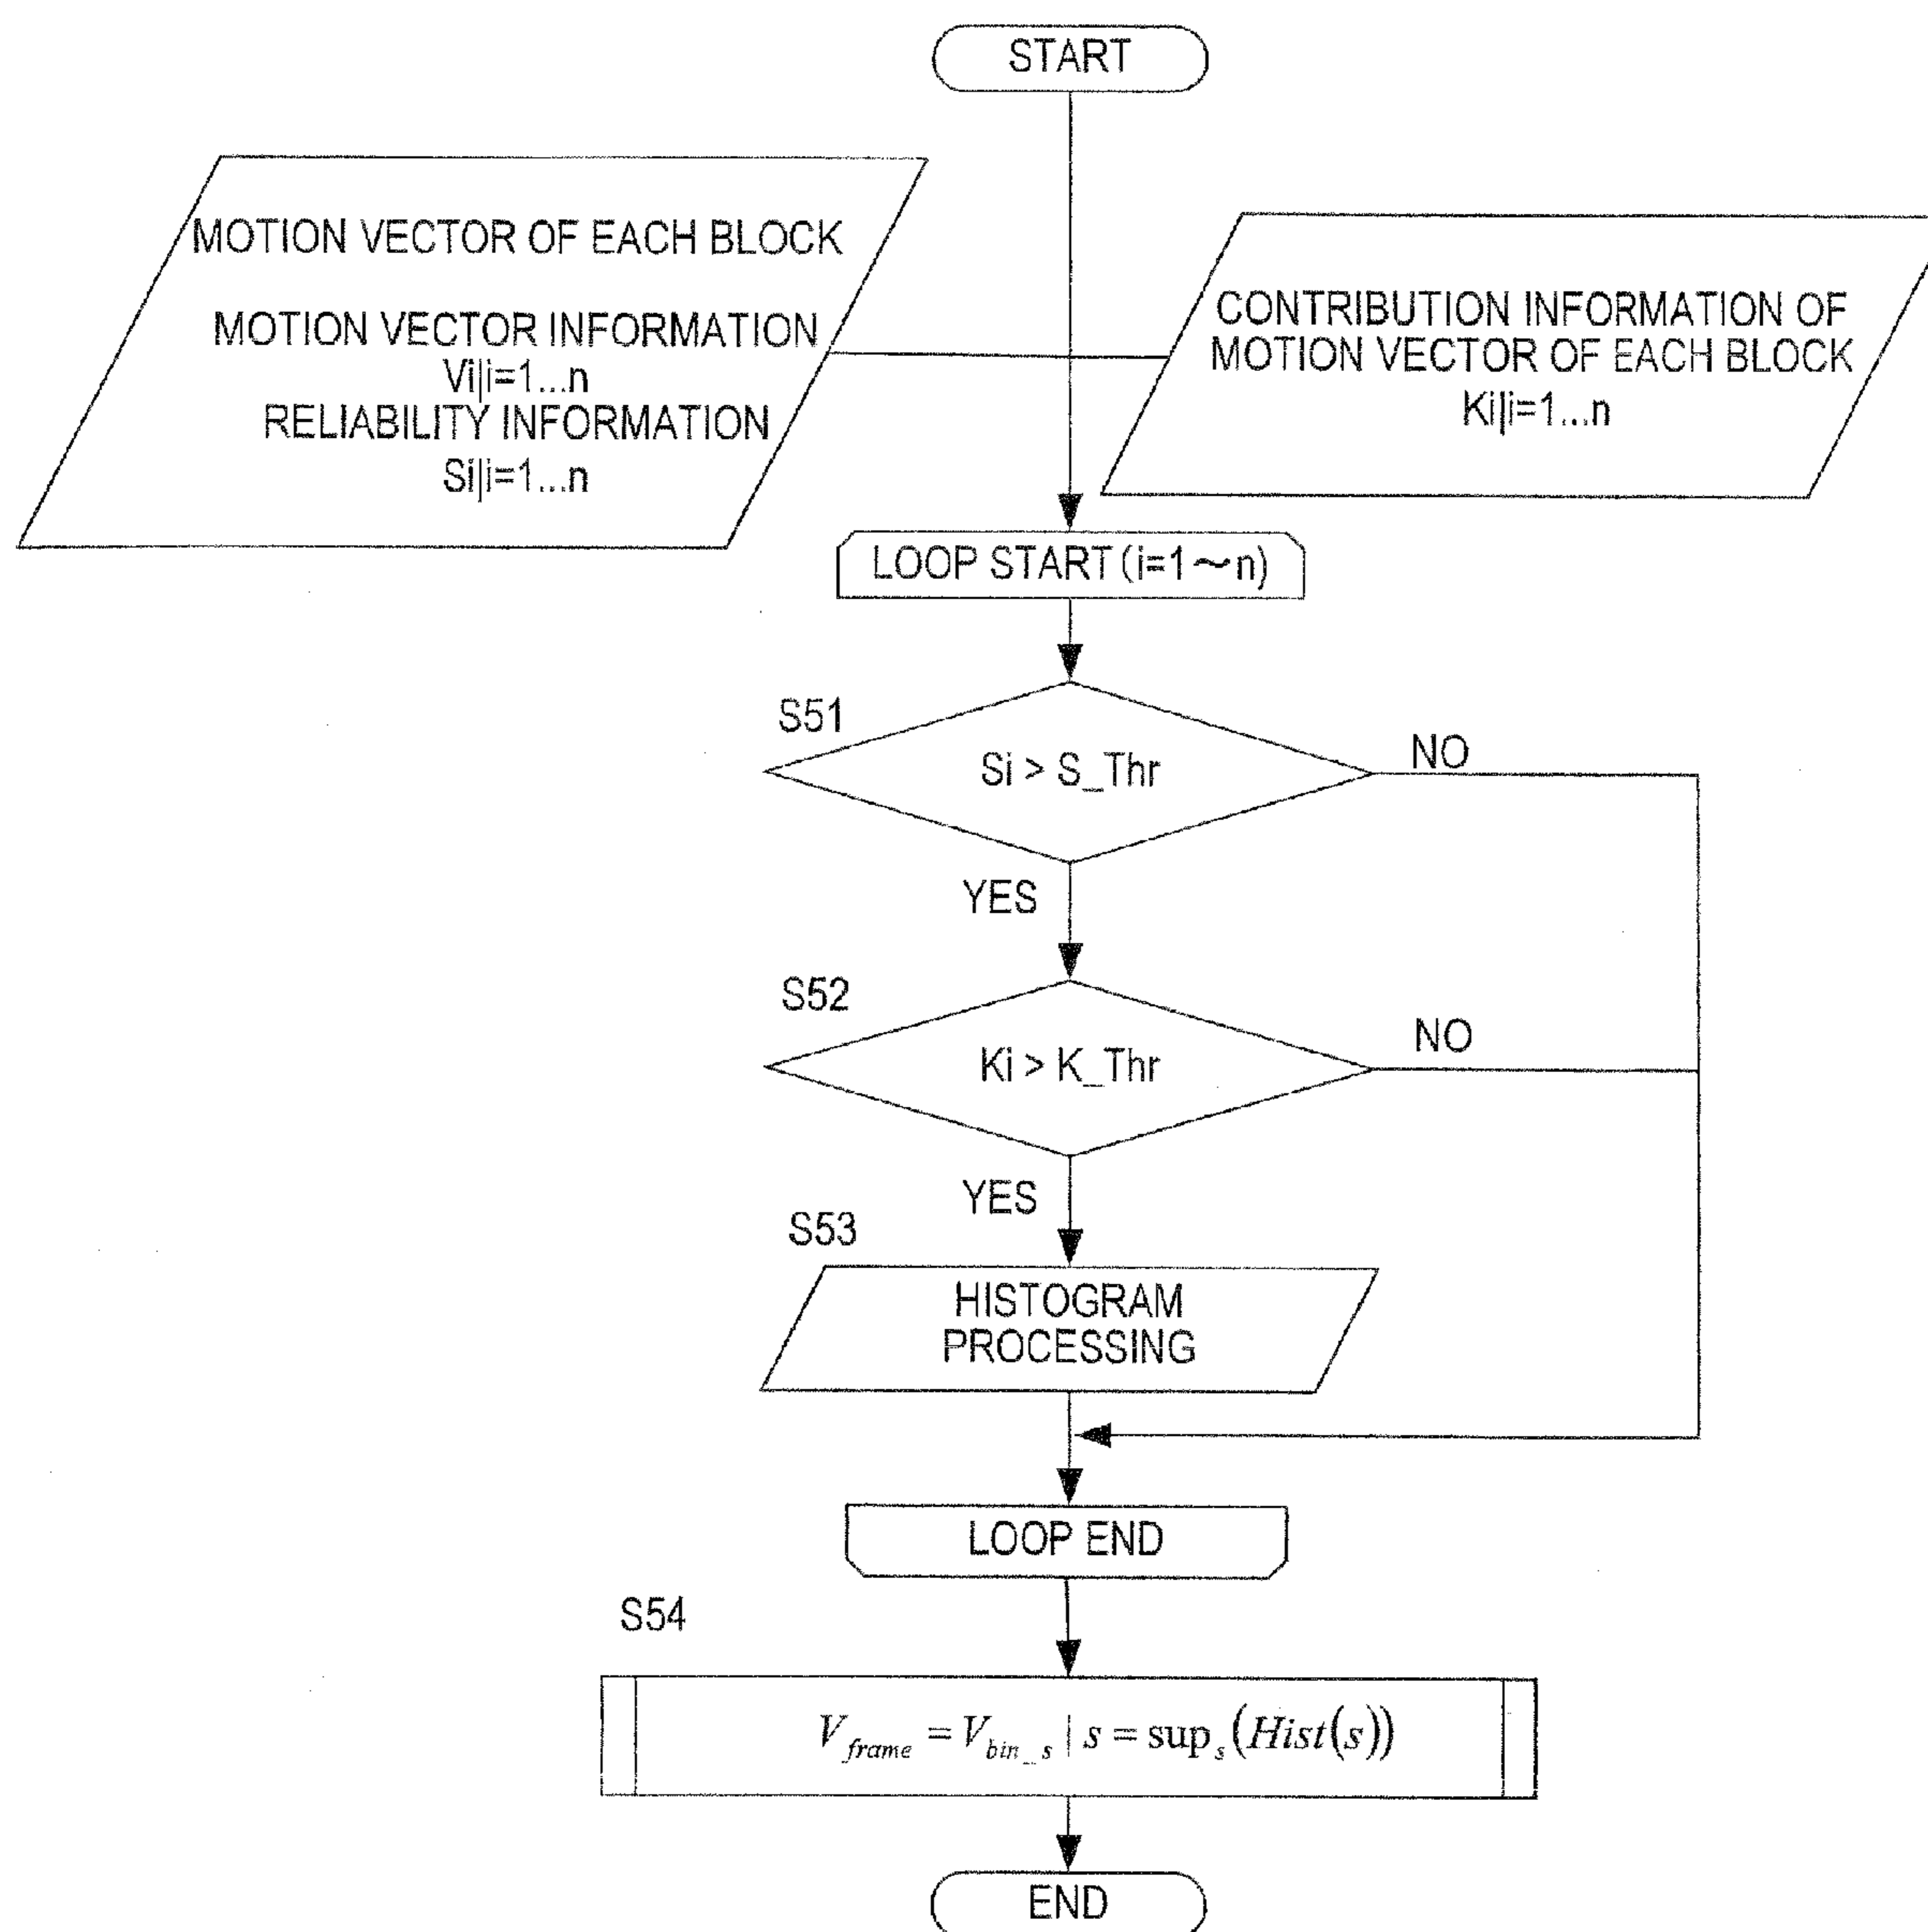 START
MOTION VECTOR OF EACH BLOCK
MOTION VECTOR INFORMATION
Vi|i=1...n
RELIABILITY INFORMATION
Si|i=1...n
CONTRIBUTION INFORMATION OF
MOTION VECTOR OF EACH BLOCK
Ki|i=1...n
LOOP START (i=1~n)
S51
Si > S_Thr
NO
YES
S52
Ki > K_Thr
NO
YES
S53
HISTOGRAM
PROCESSING
LOOP END
S54
V_frame = V_bin_s | s = sup_s(Hist(s))
END